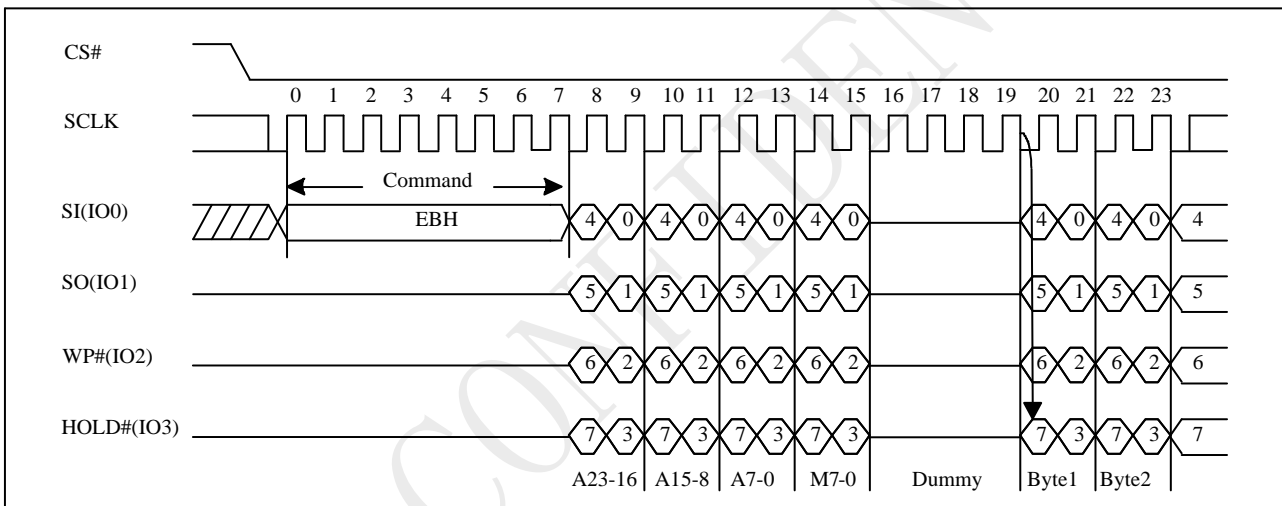 CS#
0 1 2 3 4 5 6 7 8 9 10 11 12 13 14 15 16 17 18 19 20 21 22 23
SCLK
Command
SI(IO0) EBH 4 0 4 0 4 0 4 0 4 0 4 0 4
SO(IO1) 5 1 5 1 5 1 5 1 5 1 5 1 5
WP#(IO2) 6 2 6 2 6 2 6 2 6 2 6 2 6
HOLD#(IO3) 7 3 7 3 7 3 7 3 7 3 7 3 7
A23-16 A15-8 A7-0 M7-0 Dummy Byte1 Byte2
CONFIDEN